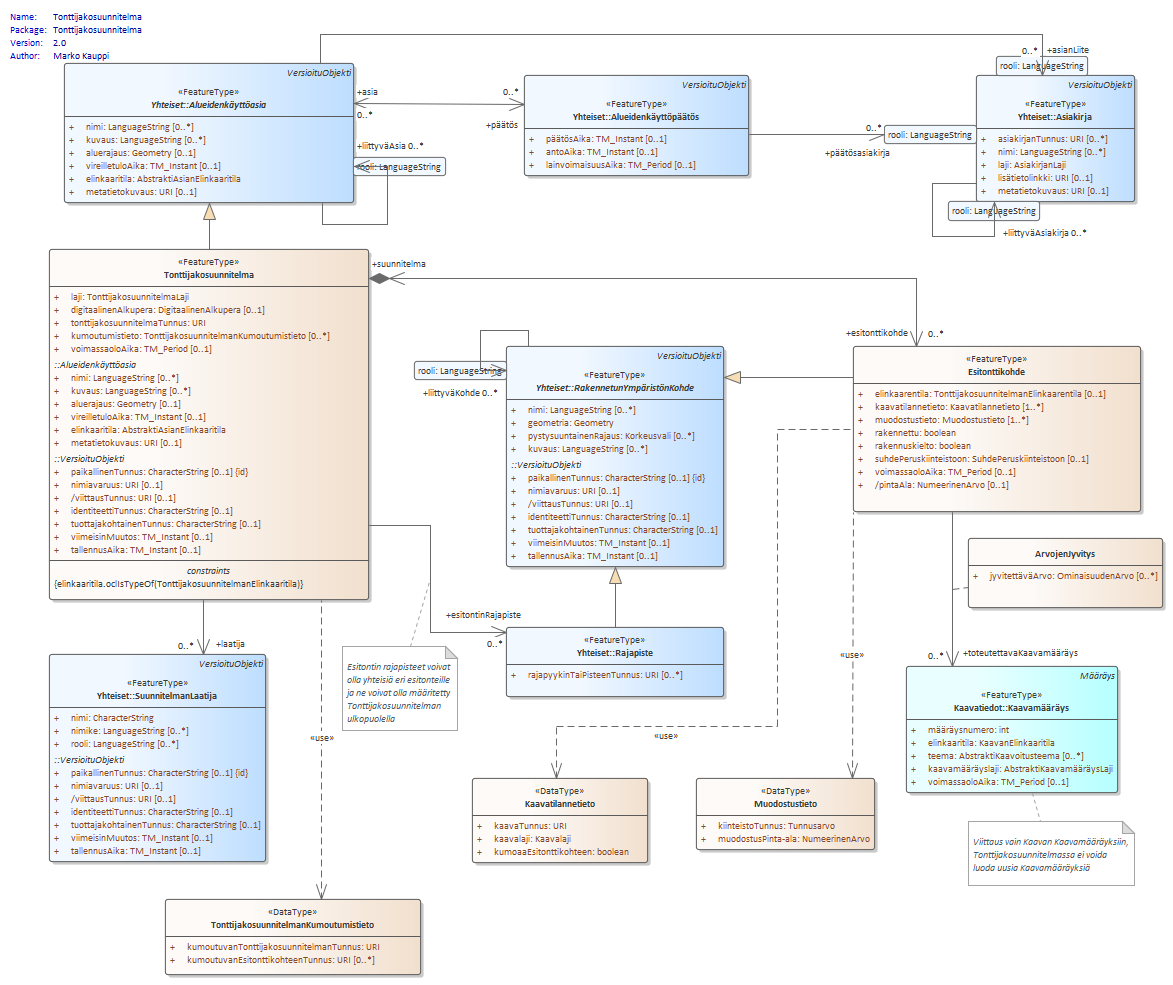 Name: Tonttijakosuunnitelma
Package: Tonttijakosuunnitelma
Version: 2.0
Author: Marko Kauppi
VersioituObjekti
«FeatureType»
Yhteiset::Alueidenkäyttöasia
+ nimi: LanguageString [0..*]
+ kuvaus: LanguageString [0..*]
+ aluerajaus: Geometry [0..1]
+ vireilletuloAika: TM_Instant [0..1]
+ elinkaaritila: AbstraktiAsianElinkaaritila
+ metatietokuvaus: URI [0..1]
+asia
0..*
0..*
+päätös
+liittyväAsia 0..*
rooli: LanguageString
VersioituObjekti
«FeatureType»
Yhteiset::Alueidenkäyttöpäätös
+ päätösAika: TM_Instant [0..1]
+ antoAika: TM_Instant [0..1]
+ lainvoimaisuusAika: TM_Period [0..1]
0..*
+päätösasiakirja
rooli: LanguageString
0..*
+asianLiite
rooli: LanguageString
VersioituObjekti
«FeatureType»
Yhteiset::Asiakirja
+ asiakirjanTunnus: URI [0..*]
+ nimi: LanguageString [0..*]
+ laji: AsiakirjanLaji
+ lisätietolinkki: URI [0..1]
+ metatietokuvaus: URI [0..1]
rooli: LanguageString
+liittyväAsiakirja 0..*
«FeatureType»
Tonttijakosuunnitelma
+ laji: TonttijakosuunnitelmaLaji
+ digitaalinenAlkupera: DigitaalinenAlkupera [0..1]
+ tonttijakosuunnitelmaTunnus: URI
+ kumoutumistieto: TonttijakosuunnitelmanKumoutumistieto [0..*]
+ voimassaoloAika: TM_Period [0..1]
::Alueidenkäyttöasia
+ nimi: LanguageString [0..*]
+ kuvaus: LanguageString [0..*]
+ aluerajaus: Geometry [0..1]
+ vireilletuloAika: TM_Instant [0..1]
+ elinkaaritila: AbstraktiAsianElinkaaritila
+ metatietokuvaus: URI [0..1]
::VersioituObjekti
+ paikallinenTunnus: CharacterString [0..1] {id}
+ nimiavaruus: URI [0..1]
+ /viittausTunnus: URI [0..1]
+ identiteettiTunnus: CharacterString [0..1]
+ tuottajakohtainenTunnus: CharacterString [0..1]
+ viimeisinMuutos: TM_Instant [0..1]
+ tallennusAika: TM_Instant [0..1]
constraints
{elinkaaritila.oclIsTypeOf(TonttijakosuunnitelmanElinkaaritila)}
+suunnitelma
+esitonttikohde
0..*
rooli: LanguageString
+liittyväKohde 0..*
VersioituObjekti
«FeatureType»
Yhteiset::RakennetunYmpäristönKohde
+ nimi: LanguageString [0..*]
+ geometria: Geometry
+ pystysuuntainenRajaus: Korkeusvali [0..*]
+ kuvaus: LanguageString [0..*]
::VersioituObjekti
+ paikallinenTunnus: CharacterString [0..1] {id}
+ nimiavaruus: URI [0..1]
+ /viittausTunnus: URI [0..1]
+ identiteettiTunnus: CharacterString [0..1]
+ tuottajakohtainenTunnus: CharacterString [0..1]
+ viimeisinMuutos: TM_Instant [0..1]
+ tallennusAika: TM_Instant [0..1]
«FeatureType»
Esitonttikohde
+ elinkaarentila: TonttijakosuunnitelmanElinkaarentila [0..1]
+ kaavatilannetieto: Kaavatilannetieto [1..*]
+ muodostustieto: Muodostustieto [1..*]
+ rakennettu: boolean
+ rakennuskielto: boolean
+ suhdePeruskiinteistoon: SuhdePeruskiinteistoon [0..1]
+ voimassaoloAika: TM_Period [0..1]
+ /pintaAla: NumeerinenArvo [0..1]
ArvojenJyvitys
+ jyvitettäväArvo: OminaisuudenArvo [0..*]
+esitontinRajapiste
0..*
«FeatureType»
Yhteiset::Rajapiste
+ rajapyykinTaiPisteenTunnus: URI [0..*]
Esitontin rajapisteet voivat
olla yhteisiä eri esitonteille
ja ne voivat olla määritetty
Tonttijakosuunnitelman
ulkopuolella
0..*
+laatija
VersioituObjekti
«FeatureType»
Yhteiset::SuunnitelmanLaatija
+ nimi: CharacterString
+ nimike: LanguageString [0..*]
+ rooli: LanguageString [0..*]
::VersioituObjekti
+ paikallinenTunnus: CharacterString [0..1] {id}
+ nimiavaruus: URI [0..1]
+ /viittausTunnus: URI [0..1]
+ identiteettiTunnus: CharacterString [0..1]
+ tuottajakohtainenTunnus: CharacterString [0..1]
+ viimeisinMuutos: TM_Instant [0..1]
+ tallennusAika: TM_Instant [0..1]
«use»
«use»
«use»
0..*
+toteutettavaKaavamääräys
Määräys
«FeatureType»
Kaavatiedot::Kaavamääräys
+ määräysnumero: int
+ elinkaaritila: KaavanElinkaaritila
+ teema: AbstraktiKaavoitusteema [0..*]
+ kaavamääräyslaji: AbstraktiKaavamääräysLaji
+ voimassaoloAika: TM_Period [0..1]
Viittaus vain Kaavan Kaavamääräyksiin,
Tonttijakosuunnitelmassa ei voida
luoda uusia Kaavamääräyksiä
«DataType»
Kaavatilannetieto
+ kaavaTunnus: URI
+ kaavalaji: Kaavalaji
+ kumoaaEsitonttikohteen: boolean
«DataType»
Muodostustieto
+ kiinteistoTunnus: Tunnusarvo
+ muodostusPinta-ala: NumeerinenArvo
«DataType»
TonttijakosuunnitelmanKumoutumistieto
+ kumoutuvanTonttijakosuunnitelmanTunnus: URI
+ kumoutuvanEsitonttikohteenTunnus: URI [0..*]